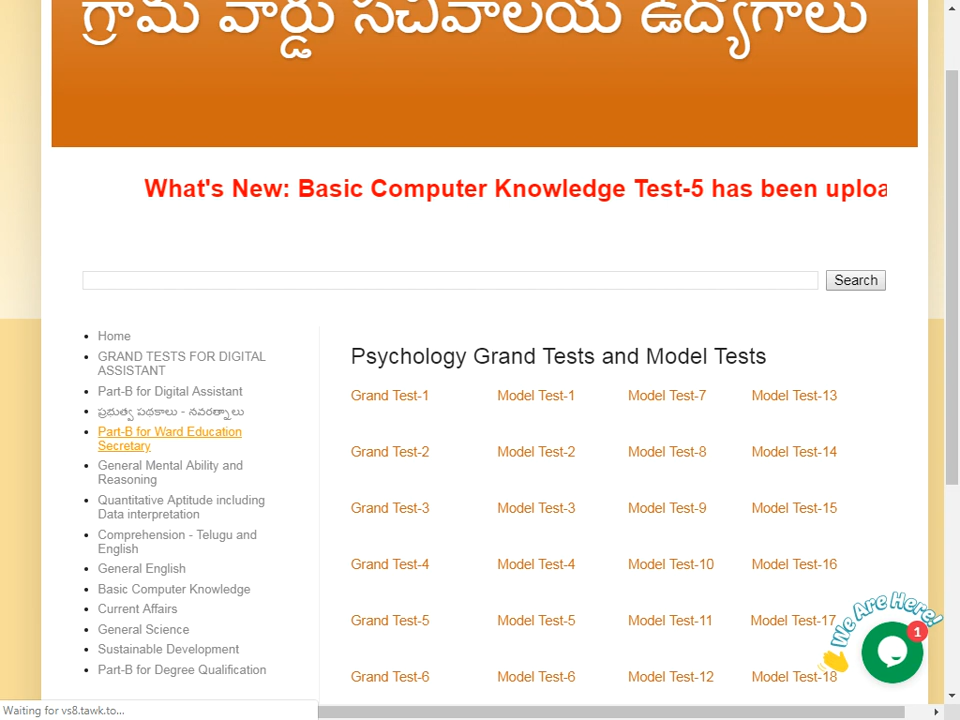 గ్రామ వార్డు సచివాలయ ఉద్యోగాలు
What's New: Basic Computer Knowledge Test-5 has been uploa
Search
Home
GRAND TESTS FOR DIGITAL
ASSISTANT
Part-B for Digital Assistant
ప్రభుత్వ పథకాలు - నవరత్నాలు
Part-B for Ward Education
Secretary
General Mental Ability and
Reasoning
Quantitative Aptitude including
Data interpretation
Comprehension - Telugu and
English
General English
Basic Computer Knowledge
Current Affairs
General Science
Sustainable Development
Part-B for Degree Qualification
Psychology Grand Tests and Model Tests
Grand Test-1 Model Test-1 Model Test-7 Model Test-13
Grand Test-2 Model Test-2 Model Test-8 Model Test-14
Grand Test-3 Model Test-3 Model Test-9 Model Test-15
Grand Test-4 Model Test-4 Model Test-10 Model Test-16
Grand Test-5 Model Test-5 Model Test-11 Model Test-17
Grand Test-6 Model Test-6 Model Test-12 Model Test-18
We Are Here!
1
Waiting for vs8.tawk.to...